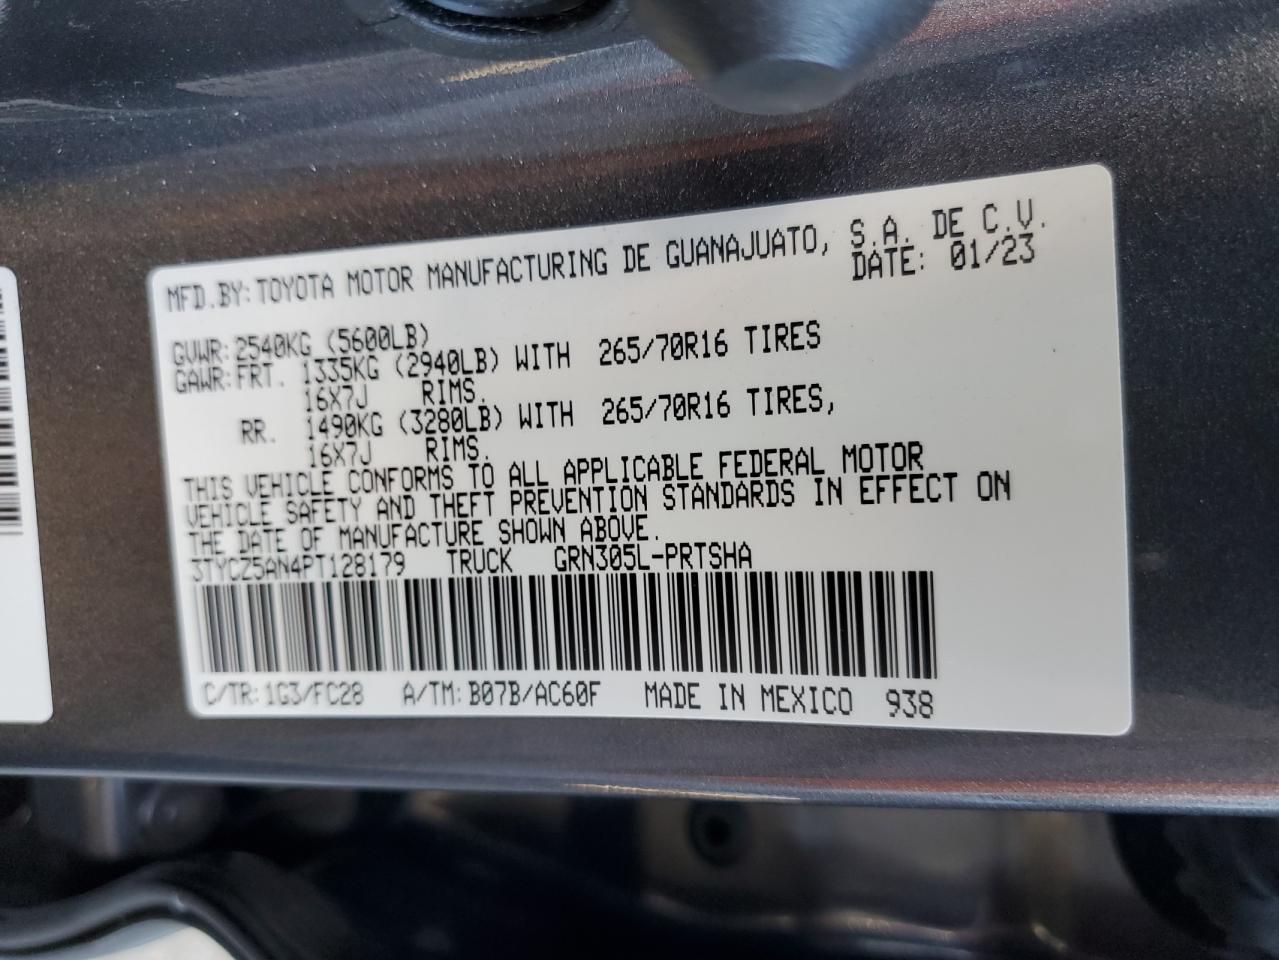 MFD.BY:TOYOTA MOTOR MANUFACTURING DE GUANAJUATO, S.A. DE C.V.
DATE: 01/23
GVWR:2540KG (5600LB)
GAWR:FRT. 1335KG (2940LB) WITH 265/70R16 TIRES
16X7J RIMS.
RR. 1490KG (3280LB) WITH 265/70R16 TIRES,
16X7J RIMS.
THIS VEHICLE CONFORMS TO ALL APPLICABLE FEDERAL MOTOR
VEHICLE SAFETY AND THEFT PREVENTION STANDARDS IN EFFECT ON
THE DATE OF MANUFACTURE SHOWN ABOVE.
3TYCZ5AN4PT128179 TRUCK GRN305L-PRTSHA
C/TR:1G3/FC28 A/TM:B07B/AC60F MADE IN MEXICO 938